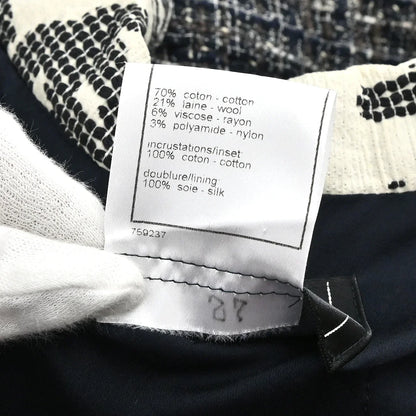 70% coton - cotton
21% laine - wool
6% viscose - rayon
3% polyamide - nylon
incrustations/inset
100% coton - cotton
doublure/lining
100% soie - silk
759237